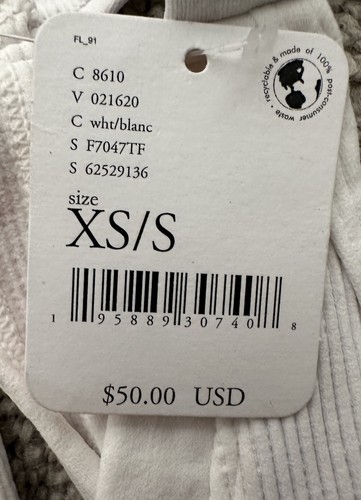 FL_91
recyclable & made of 100% post-consumer waste •
C 8610
V 021620
C wht/blanc
S F7047TF
S 62529136
size
XS/S
1 95889 30740 8
$50.00 USD